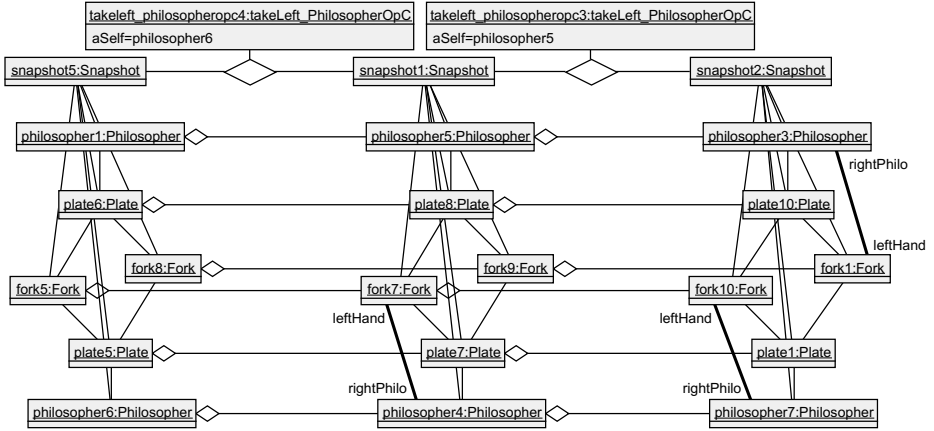 takeleft_philosopheropc4:takeLeft_PhilosopherOpC
takeleft_philosopheropc3:takeLeft_PhilosopherOpC
aSelf=philosopher6
aSelf=philosopher5
snapshot5:Snapshot
snapshot1:Snapshot
snapshot2:Snapshot
philosopher1:Philosopher
philosopher5:Philosopher
philosopher3:Philosopher
rightPhilo
plate6:Plate
plate8:Plate
plate10:Plate
leftHand
fork8:Fork
fork9:Fork
fork1:Fork
fork5:Fork
fork7:Fork
fork10:Fork
leftHand
leftHand
plate5:Plate
plate7:Plate
plate1:Plate
rightPhilo
rightPhilo
philosopher6:Philosopher
philosopher4:Philosopher
philosopher7:Philosopher